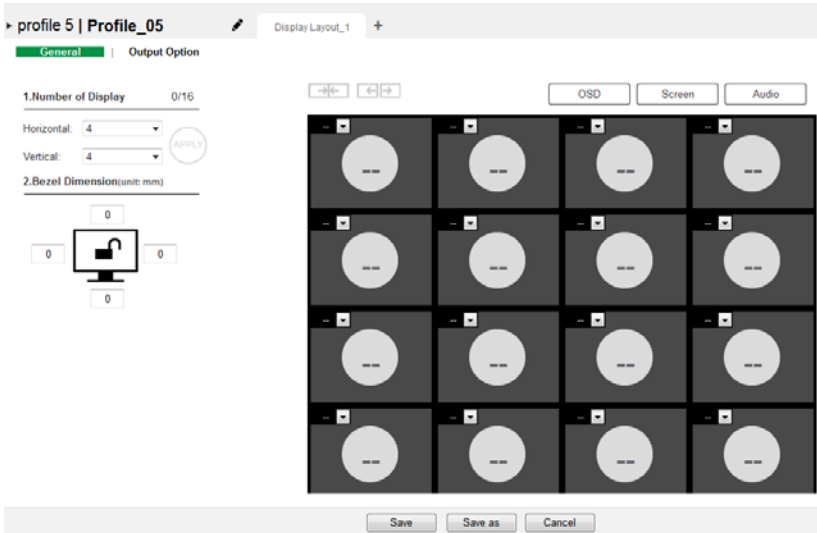 profile 5 | Profile_05
Display Layout_1 +
General | Output Option
1.Number of Display 0/16
OSD Screen Audio
Horizontal: 4
APPLY
Vertical: 4
2.Bezel Dimension(unit: mm)
0
0 0
0
-- -- -- --
-- -- -- --
-- -- -- --
-- -- -- --
-- -- -- --
-- -- -- --
-- -- -- --
-- -- -- --
Save Save as Cancel